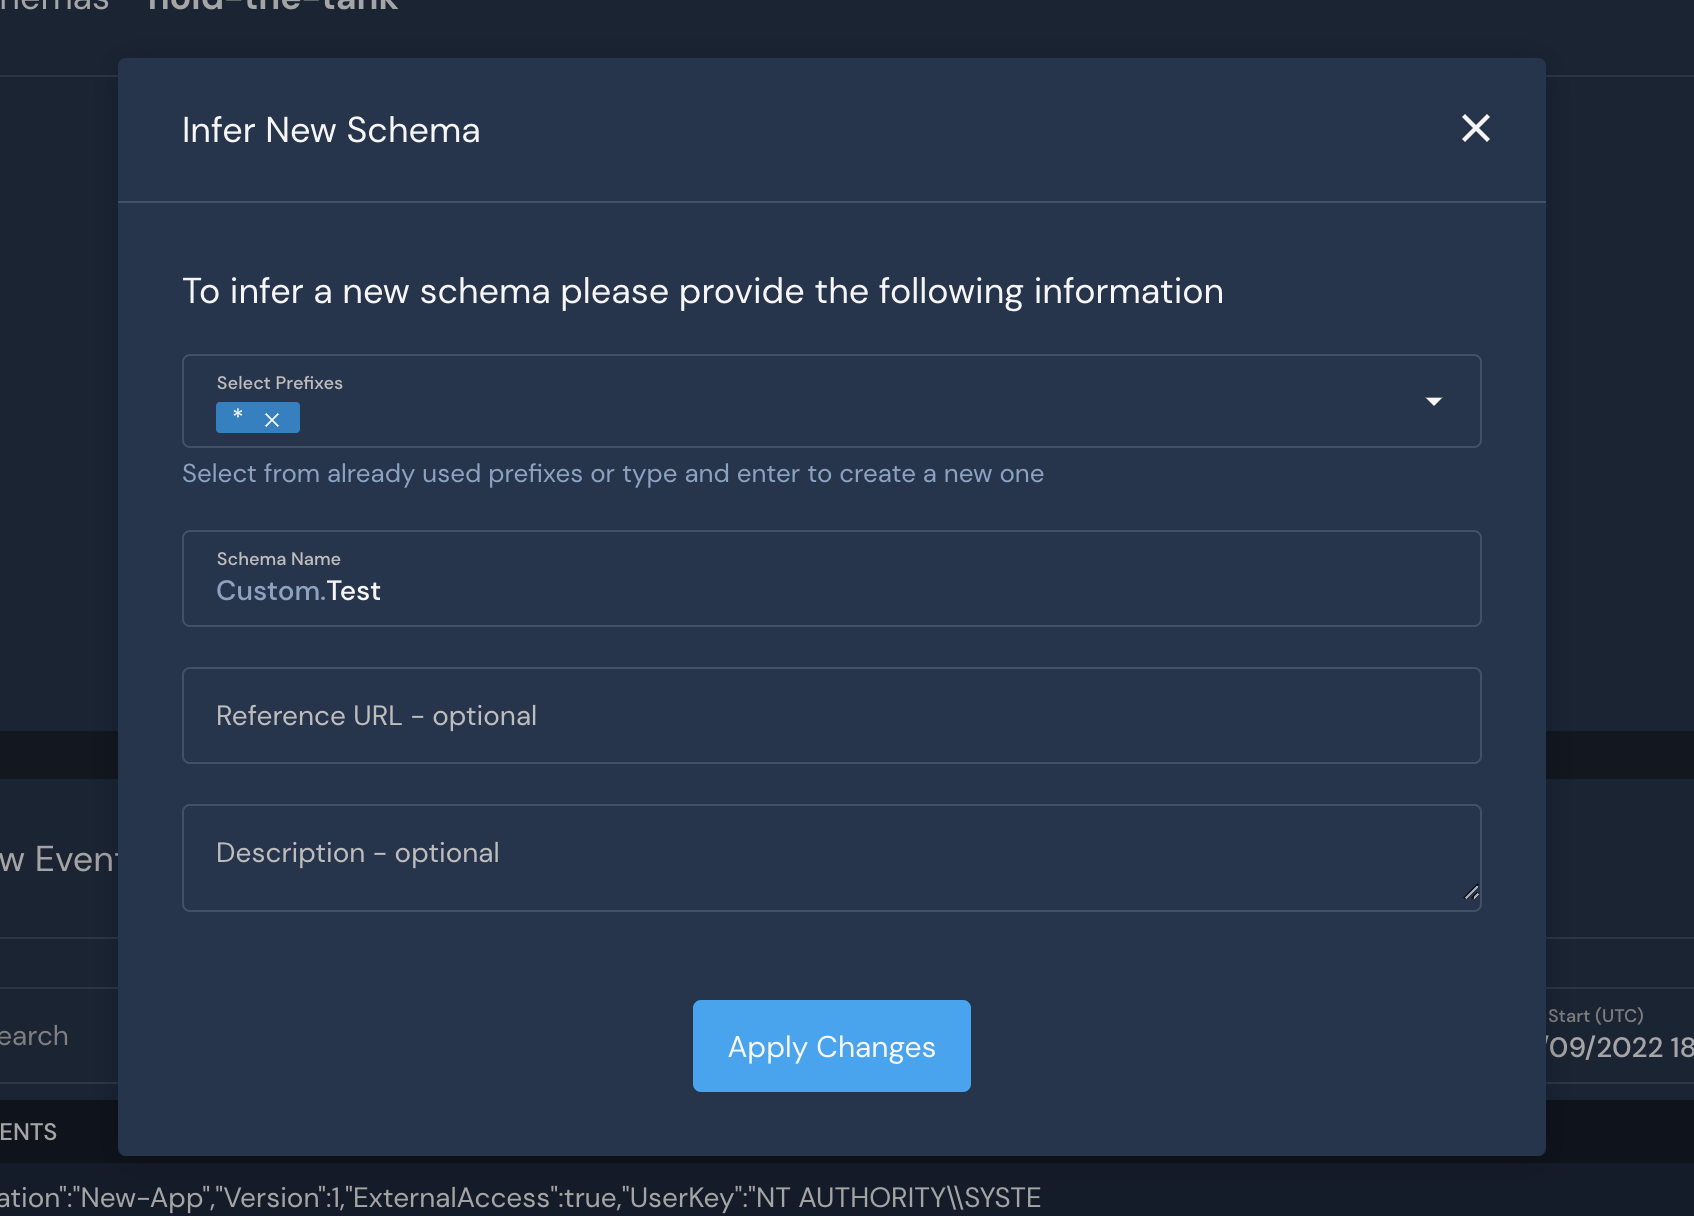 hold-the-tank
Infer New Schema
To infer a new schema please provide the following information
Select Prefixes
*
Select from already used prefixes or type and enter to create a new one
Schema Name
Custom.Test
Reference URL - optional
Description - optional
w Event
Apply Changes
earch
Start (UTC)
/09/2022 18
ENTS
ation":"New-App","Version":1,"ExternalAccess":true,"UserKey":"NT AUTHORITY\\SYSTE